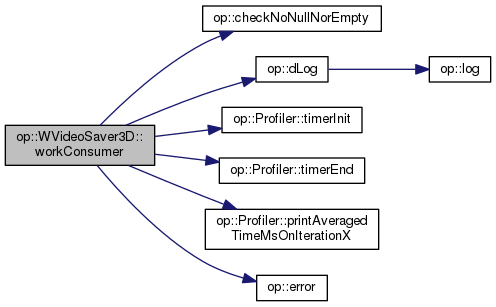 op::WVideoSaver3D::
workConsumer
op::checkNoNullNorEmpty
op::dLog
op::log
op::Profiler::timerInit
op::Profiler::timerEnd
op::Profiler::printAveraged
TimeMsOnIterationX
op::error